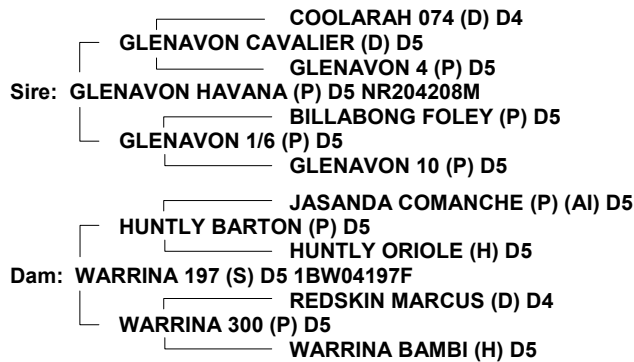 COOLARAH 074 (D) D4
GLENAVON CAVALIER (D) D5
GLENAVON 4 (P) D5
Sire: GLENAVON HAVANA (P) D5 NR204208M
BILLABONG FOLEY (P) D5
GLENAVON 1/6 (P) D5
GLENAVON 10 (P) D5
JASANDA COMANCHE (P) (AI) D5
HUNTLY BARTON (P) D5
HUNTLY ORIOLE (H) D5
Dam: WARRINA 197 (S) D5 1BW04197F
REDSKIN MARCUS (D) D4
WARRINA 300 (P) D5
WARRINA BAMBI (H) D5